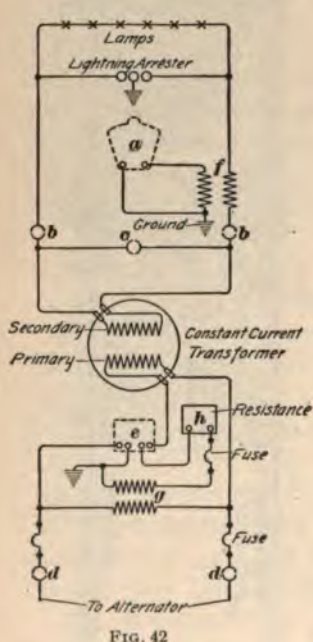 Lamps
Lightning Arrester
a
f
Ground
b
c
b
Secondary
Primary
Constant Current
Transformer
Resistance
e
h
Fuse
g
Fuse
d
d
To Alternator
FIG. 42